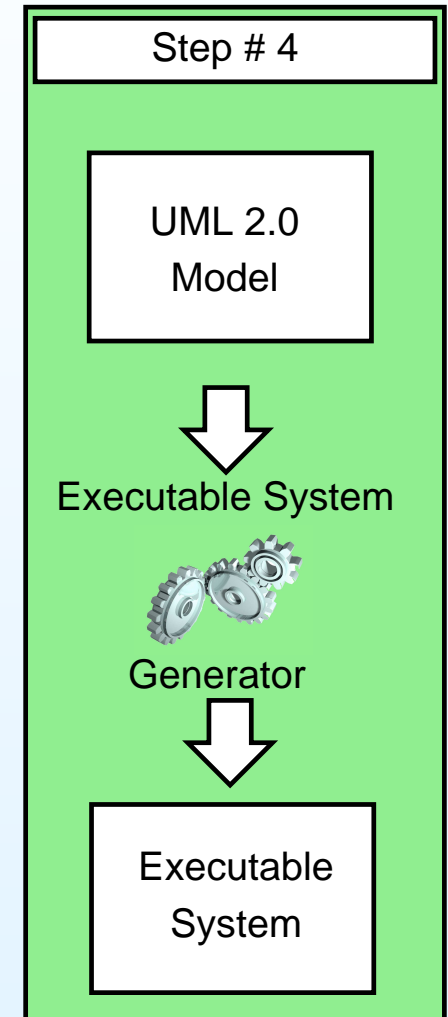 Step # 4
UML 2.0
Model
Executable System
Generator
Executable
System